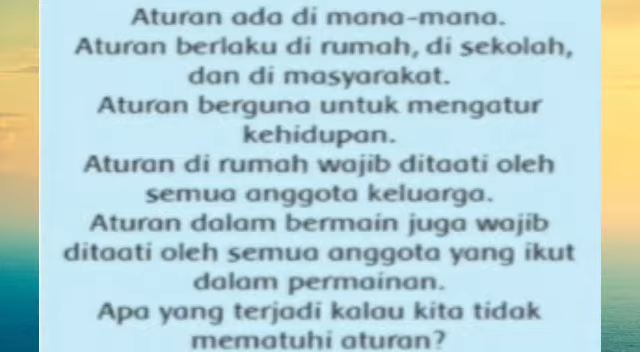 Aturan ada di mana-mana.
Aturan berlaku di rumah, di sekolah,
dan di masyarakat.
Aturan berguna untuk mengatur
kehidupan.
Aturan di rumah wajib ditaati oleh
semua anggota keluarga.
Aturan dalam bermain juga wajib
ditaati oleh semua anggota yang ikut
dalam permainan.
Apa yang terjadi kalau kita tidak
mematuhi aturan?